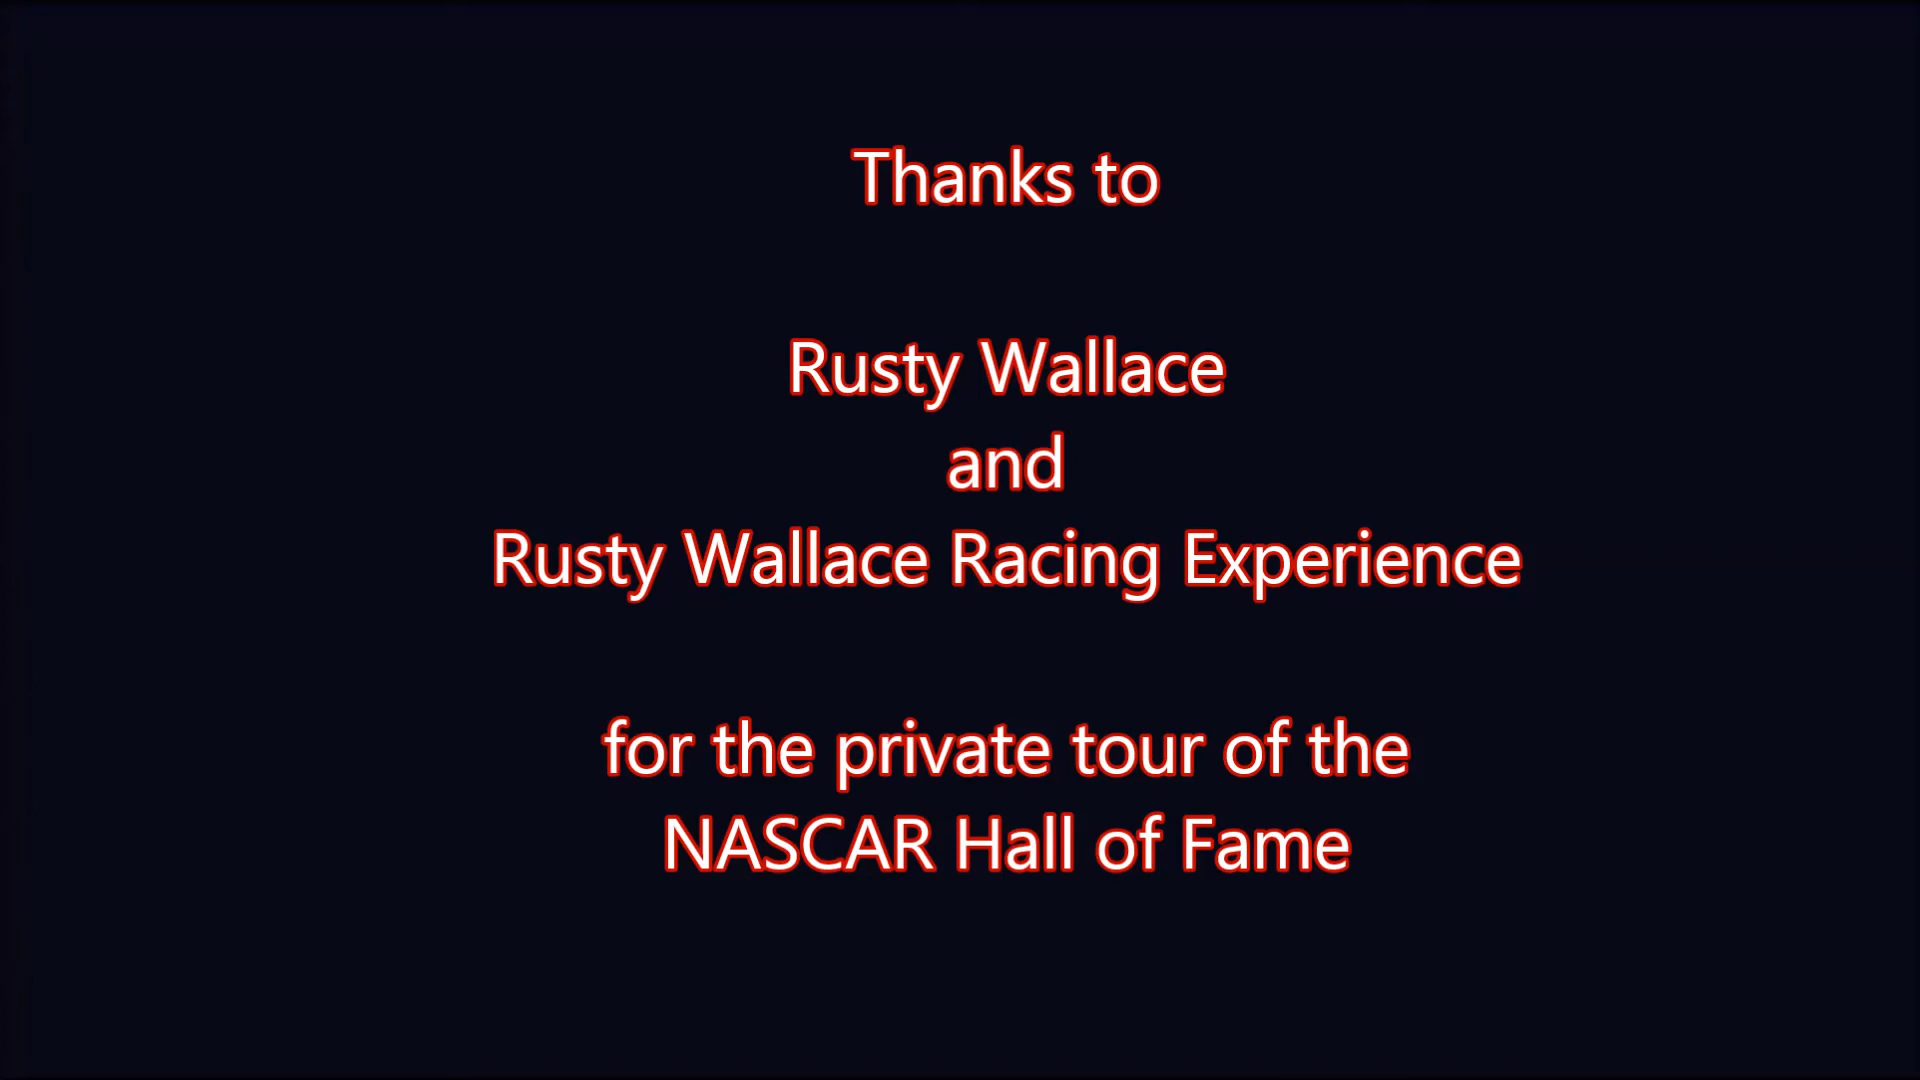 Thanks to
Rusty Wallace
and
Rusty Wallace Racing Experience
for the private tour of the
NASCAR Hall of Fame